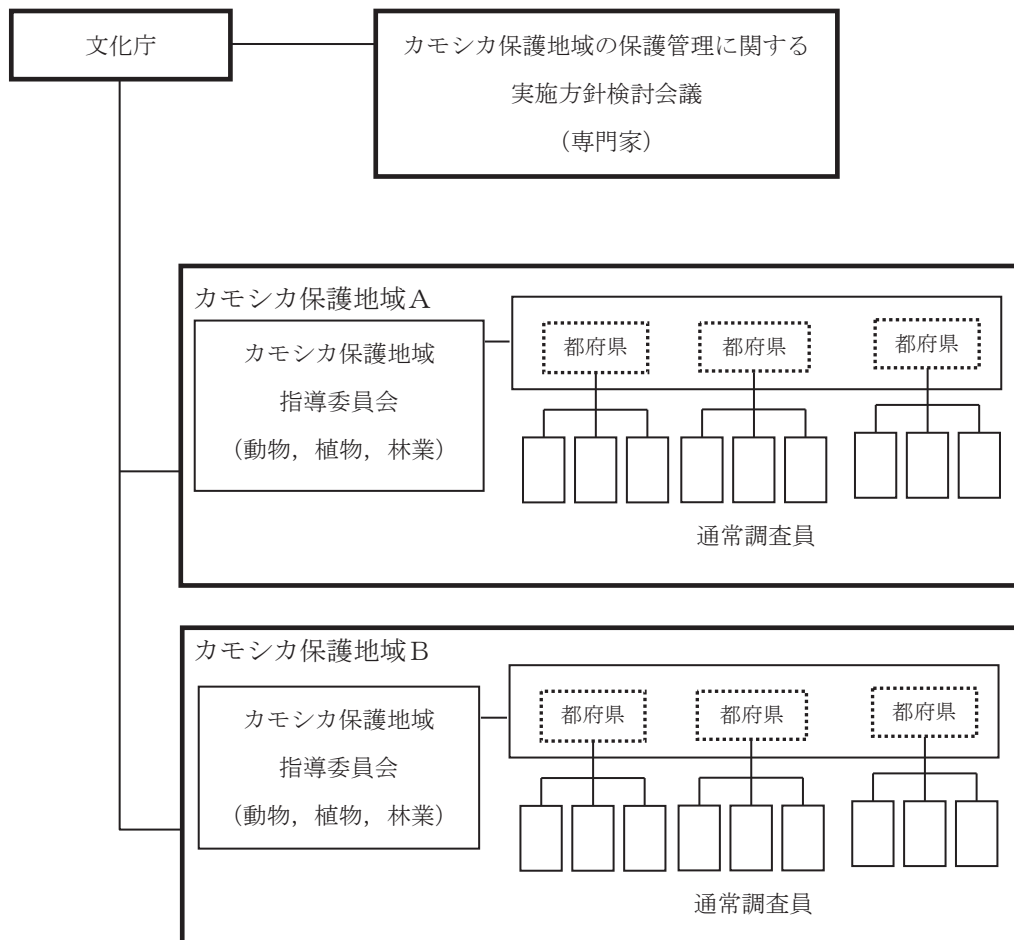 文化庁
カモシカ保護地域の保護管理に関する
実施方針検討会議
（専門家）
カモシカ保護地域Ａ
カモシカ保護地域
指導委員会
（動物，植物，林業）
都府県
都府県
都府県
通常調査員
カモシカ保護地域Ｂ
カモシカ保護地域
指導委員会
（動物，植物，林業）
都府県
都府県
都府県
通常調査員